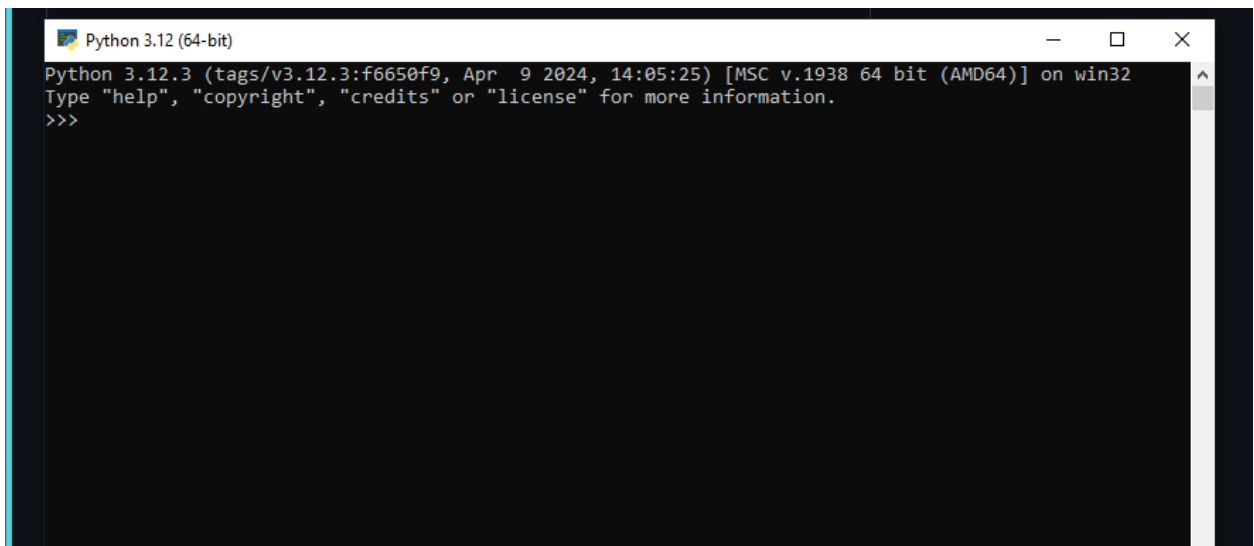 Python 3.12 (64-bit)
Python 3.12.3 (tags/v3.12.3:f6650f9, Apr  9 2024, 14:05:25) [MSC v.1938 64 bit (AMD64)] on win32
Type "help", "copyright", "credits" or "license" for more information.
>>>